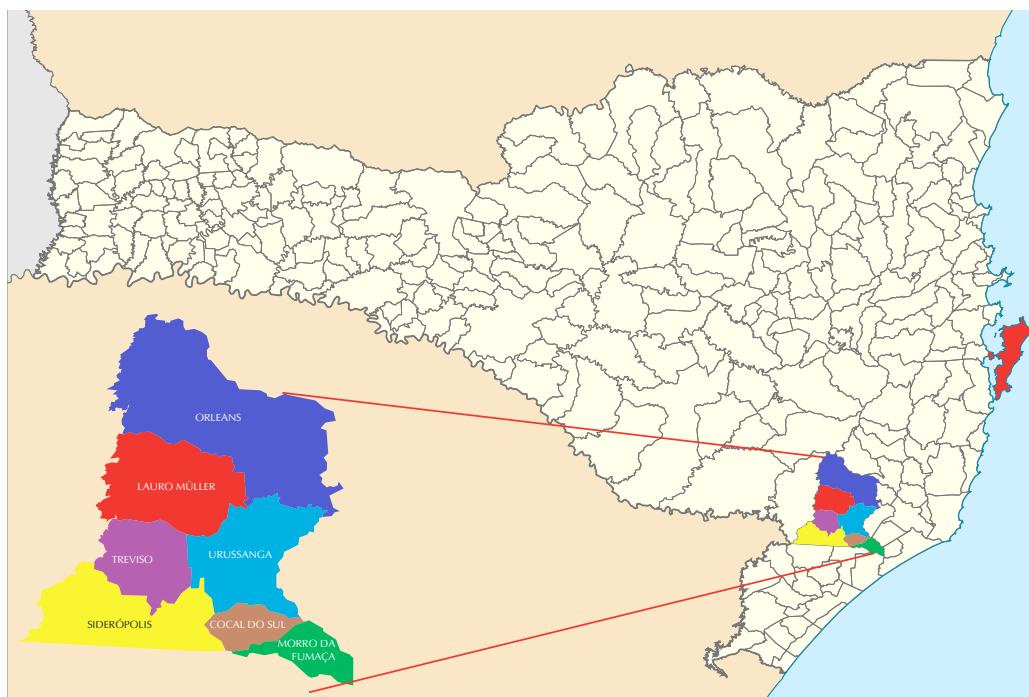 ORLEANS
LAURO MÜLLER
TREVISO
URUSSANGA
SIDERÓPOLIS
COCAL DO SUL
MORRO DA
FUMAÇA